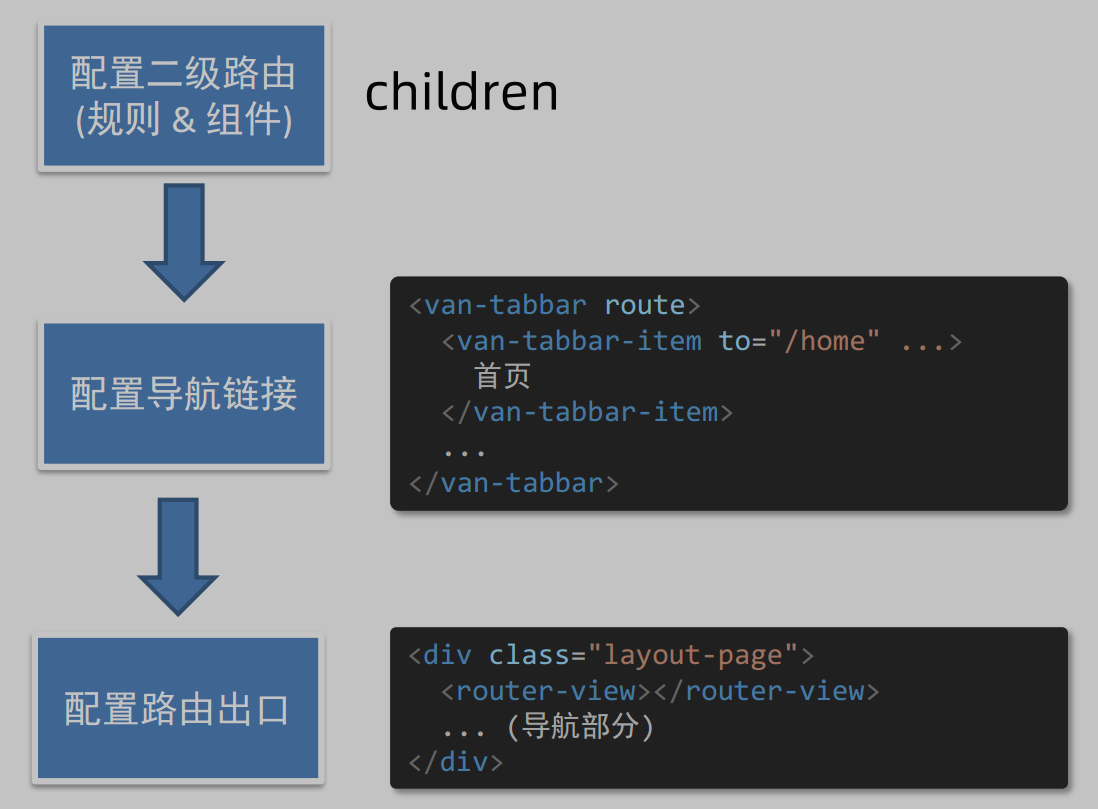 配置二级路由
(规则 & 组件)
children
配置导航链接
<van-tabbar route>
<van-tabbar-item to="/home" ...>
首页
</van-tabbar-item>
...
</van-tabbar>
配置路由出口
<div class="layout-page">
<router-view></router-view>
... (导航部分)
</div>